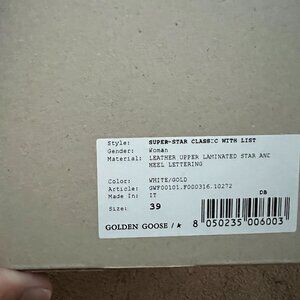 Style: SUPER-STAR CLASSIC WITH LIST
Gender: Woman
Material: LEATHER UPPER LAMINATED STAR AND
HEEL LETTERING
Color: WHITE/GOLD
Article: GWF00101.F000316.10272
Made In: IT
DB
Size: 39
GOLDEN GOOSE /
8 050235 006003